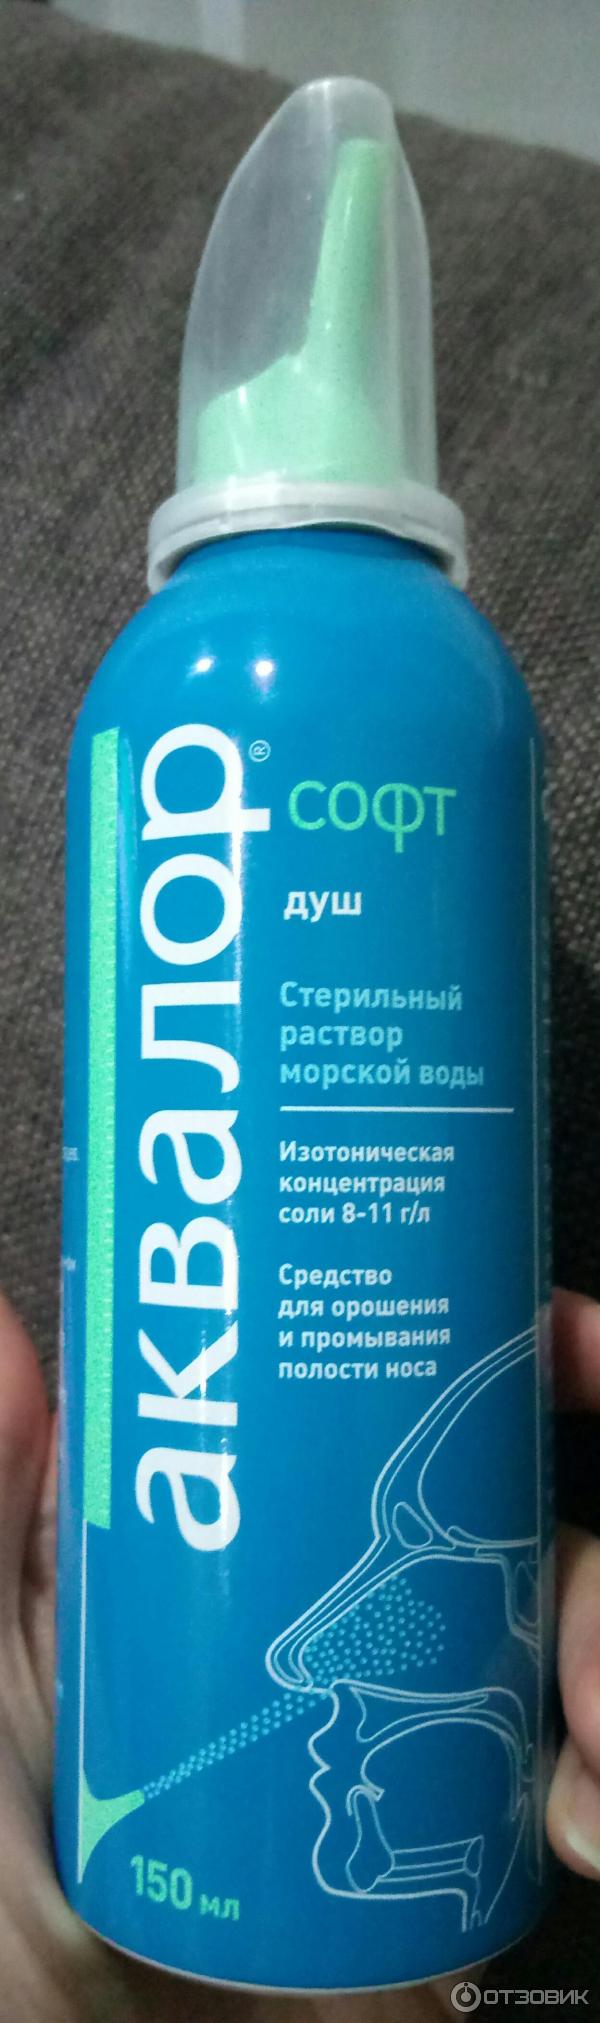 аквалор®
софт
душ
Стерильный
раствор
морской воды
Изотоническая
концентрация
соли 8-11 г/л
Средство
для орошения
и промывания
полости носа
150 мл
ОТЗОВИК